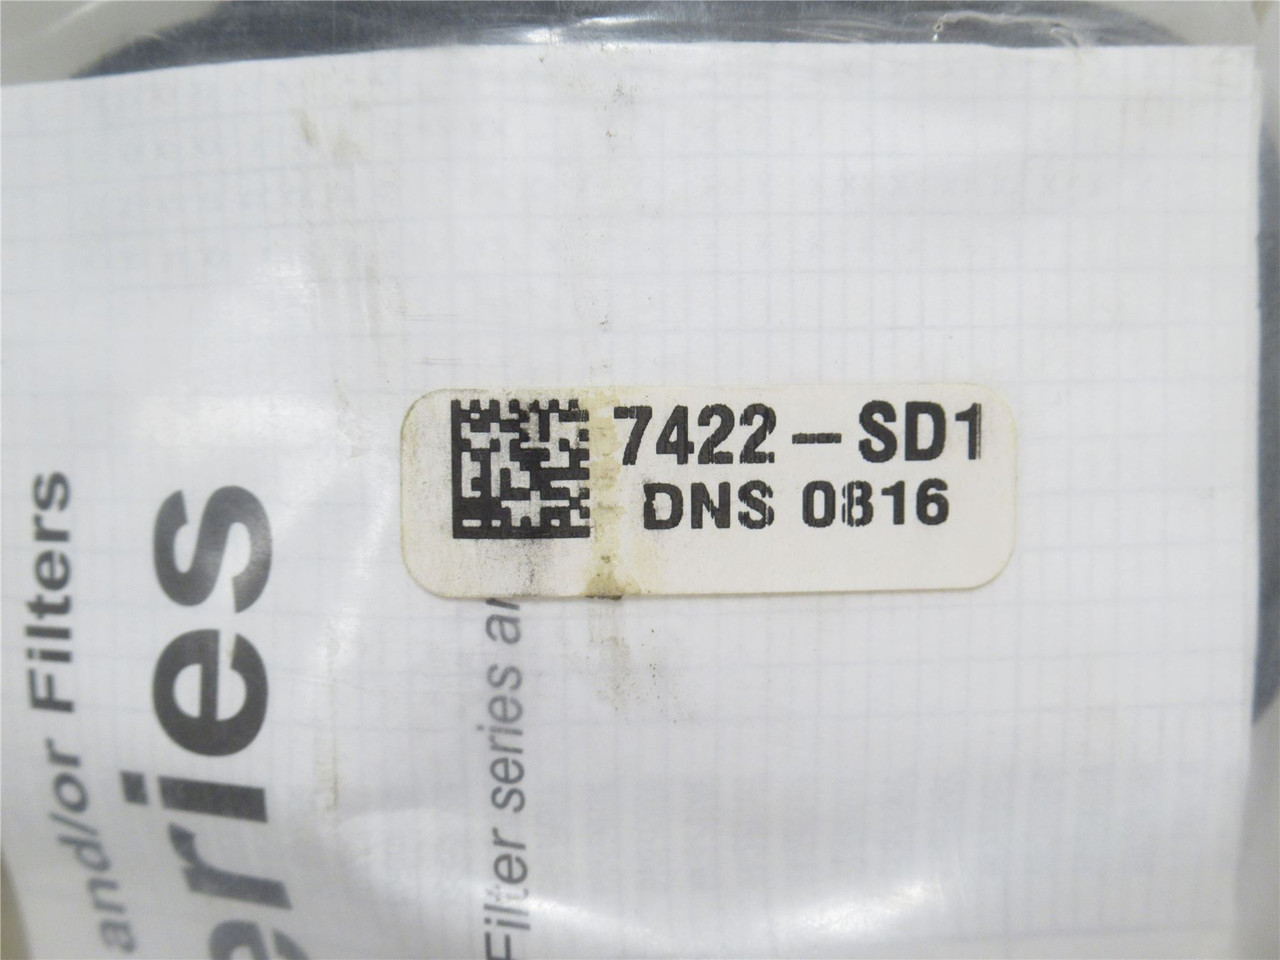 7422-SD1
DNS 0816
and/or Filters
eries
Filter series